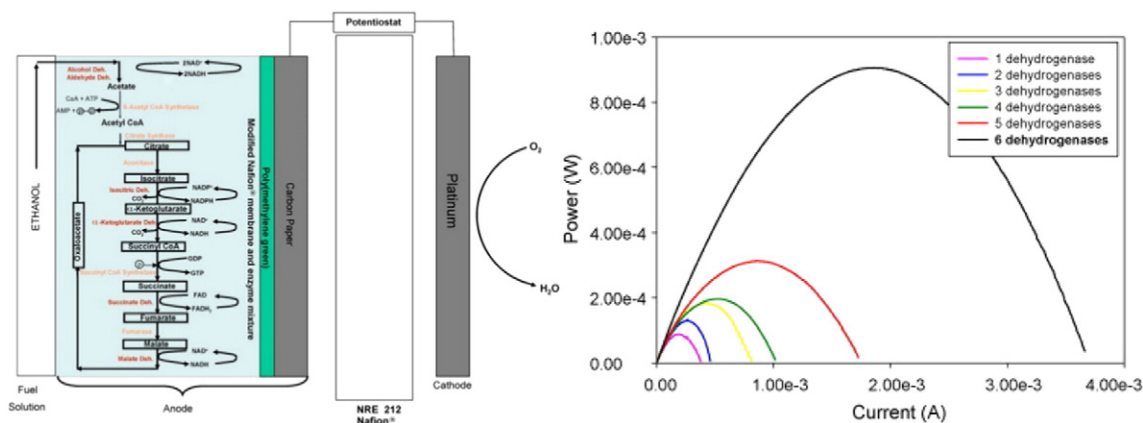 Potentiostat
ETHANOL
Fuel
Solution
Alcohol Deh.
Aldehyde Deh.
2NAD⁺
2NADH
Acetate
CoA + ATP
AMP +
Acetyl CoA
Citrate Synthase
Citrate
Aconitase
Isocitrate
Isocitric Deh.
NADP⁺
NADPH
CO₂
α-Ketoglutarate
α-Ketoglutarate Deh.
NAD⁺
NADH
CO₂
Succinyl CoA
GDP
GTP
Succinyl CoA Synthetase
Succinate
Succinate Deh.
FAD
FADH₂
Fumarate
Fumarase
Malate
Malate Deh.
NAD⁺
NADH
Oxaloacetate
Modified Nafion® membrane and enzyme mixture
Poly(methylene green)
Carbon Paper
Anode
NRE 212
Nafion®
Platinum
Cathode
O₂
H₂O
Power (W)
1.00e-3
8.00e-4
6.00e-4
4.00e-4
2.00e-4
0.00
1 dehydrogenase
2 dehydrogenases
3 dehydrogenases
4 dehydrogenases
5 dehydrogenases
6 dehydrogenases
0.00
1.00e-3
2.00e-3
3.00e-3
4.00e-3
Current (A)